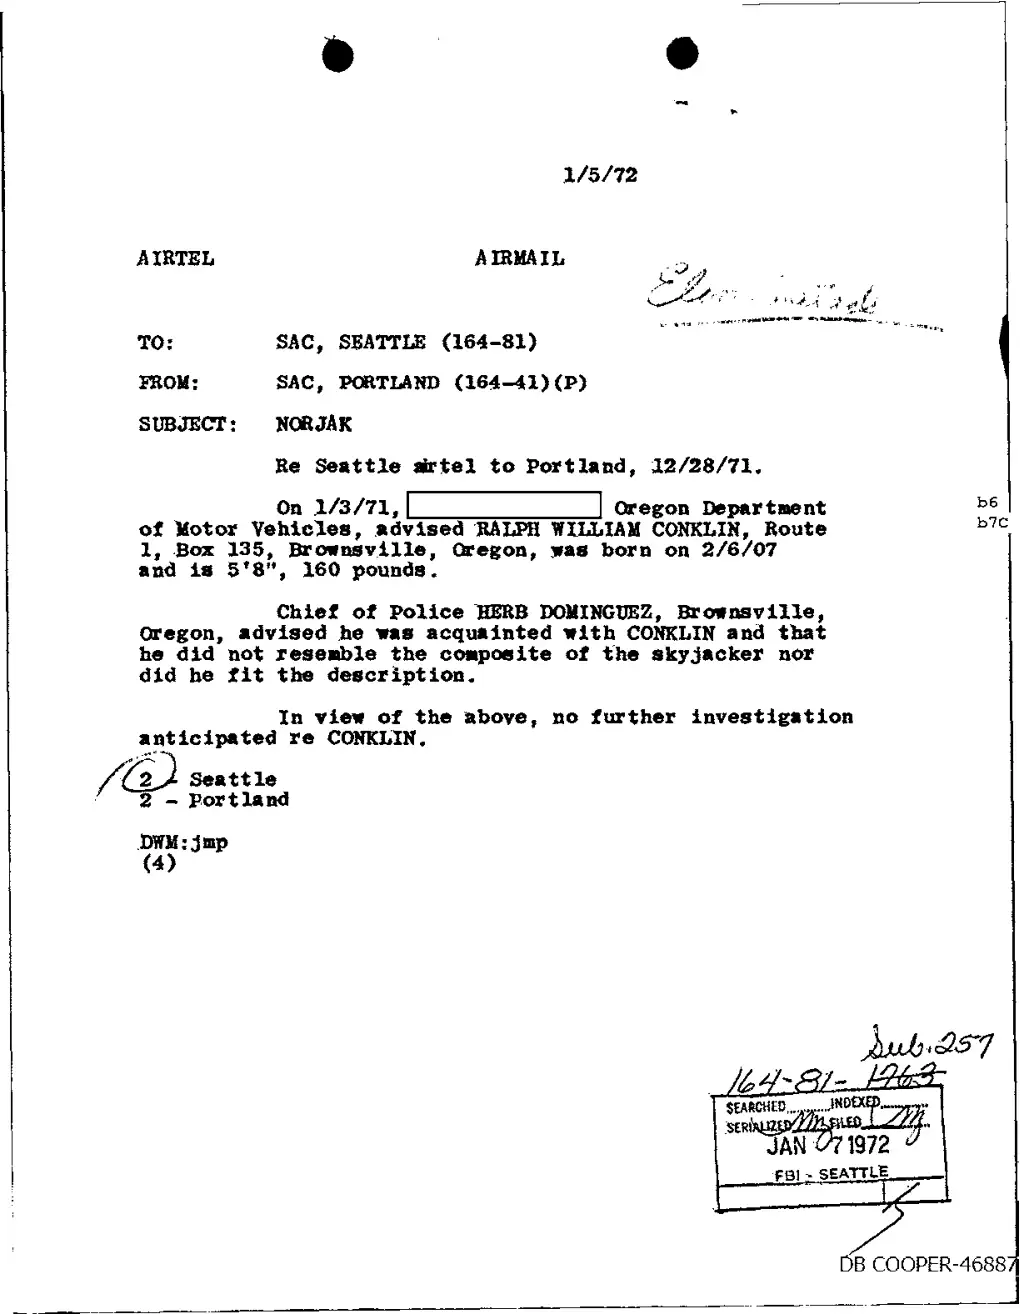 1/5/72
AIRTEL AIRMAIL
Eliminated
TO: SAC, SEATTLE (164-81)
FROM: SAC, PORTLAND (164-41)(P)
SUBJECT: NORJAK
Re Seattle airtel to Portland, 12/28/71.
On 1/3/71, Oregon Department b6
of Motor Vehicles, advised RALPH WILLIAM CONKLIN, Route b7C
1, Box 135, Brownsville, Oregon, was born on 2/6/07
and is 5'8", 160 pounds.
Chief of Police HERB DOMINGUEZ, Brownsville,
Oregon, advised he was acquainted with CONKLIN and that
he did not resemble the composite of the skyjacker nor
did he fit the description.
In view of the above, no further investigation
anticipated re CONKLIN.
2 - Seattle
2 - Portland
DWM:jmp
(4)
Sub.257
164-81-1763
SEARCHED INDEXED
SERIALIZED FILED
JAN 07 1972
FBI - SEATTLE
DB COOPER-46887